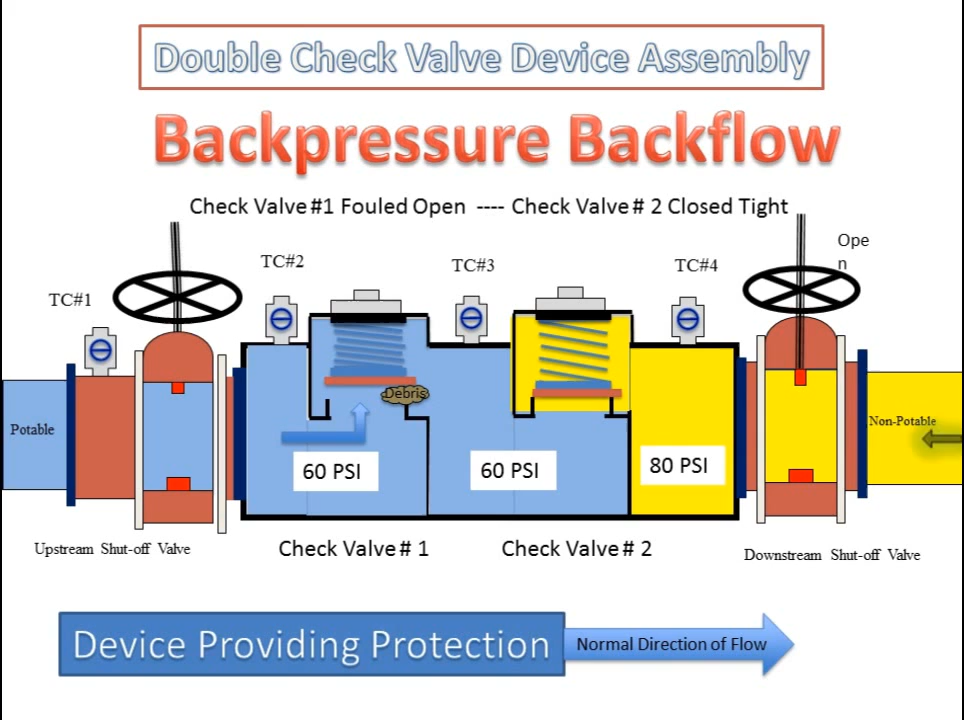 Double Check Valve Device Assembly
Backpressure Backflow
Check Valve #1 Fouled Open ---- Check Valve # 2 Closed Tight
TC#1
TC#2
TC#3
TC#4
Ope
n
Debris
Potable
Non-Potable
60 PSI
60 PSI
80 PSI
Upstream Shut-off Valve
Check Valve # 1
Check Valve # 2
Downstream Shut-off Valve
Device Providing Protection
Normal Direction of Flow